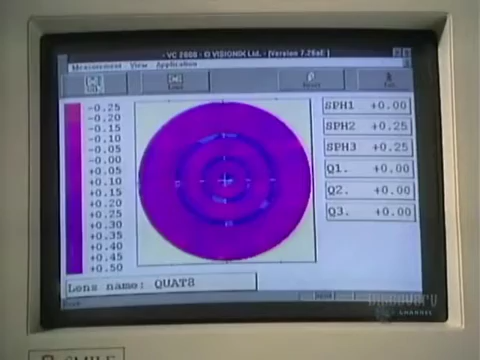 - VC 2000 - © VISIONIX Ltd. - [Version 7.26aE]
Measurement View Application
-0.25
-0.20
-0.15
-0.10
-0.05
-0.00
+0.05
+0.10
+0.15
+0.20
+0.25
+0.30
+0.35
+0.40
+0.45
+0.50
SPH1 +0.00
SPH2 +0.25
SPH3 +0.25
Q1. +0.00
Q2. +0.00
Q3. +0.00
Lens name: QUAT8
DISCOVERY
CHANNEL
SMILE